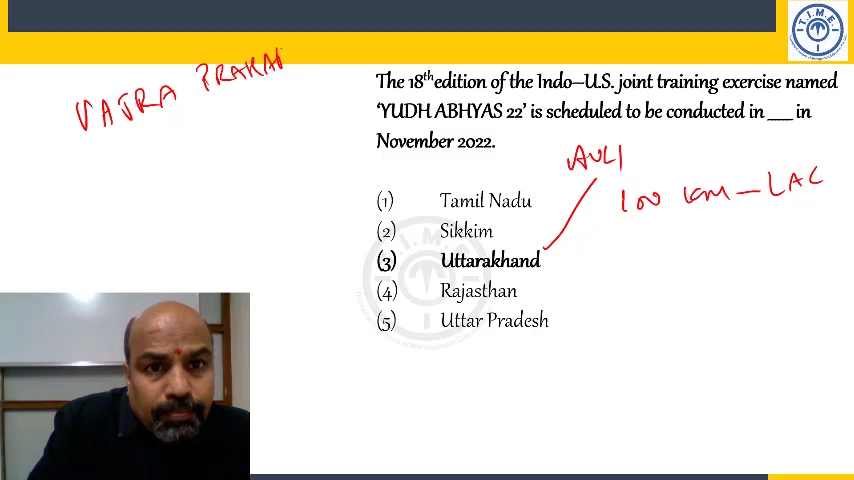 T.I.M.E.
VAJRA PRAKAR
The 18th edition of the Indo–U.S. joint training exercise named
'YUDH ABHYAS 22' is scheduled to be conducted in ____ in
November 2022.
AULI
100 KM – LAC
(1) Tamil Nadu
(2) Sikkim
(3) Uttarakhand
(4) Rajasthan
(5) Uttar Pradesh
T.I.M.E.